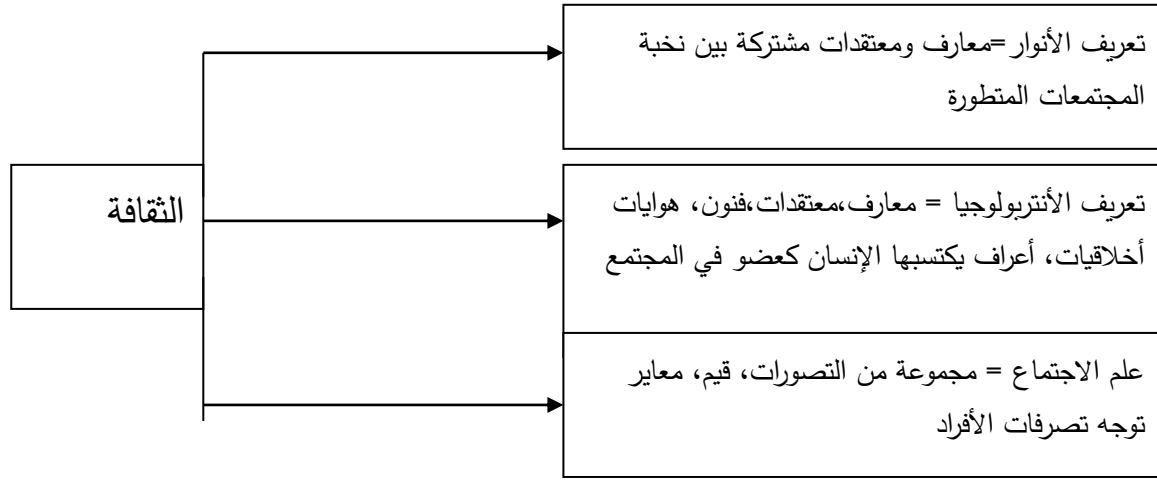 الثقافة
تعريف الأنوار =معارف ومعتقدات مشتركة بين نخبة
المجتمعات المتطورة
تعريف الأنتربولوجيا = معارف،معتقدات،فنون، هوايات
أخلاقيات، أعراف يكتسبها الإنسان كعضو في المجتمع
علم الاجتماع = مجموعة من التصورات، قيم، معاير
توجه تصرفات الأفراد